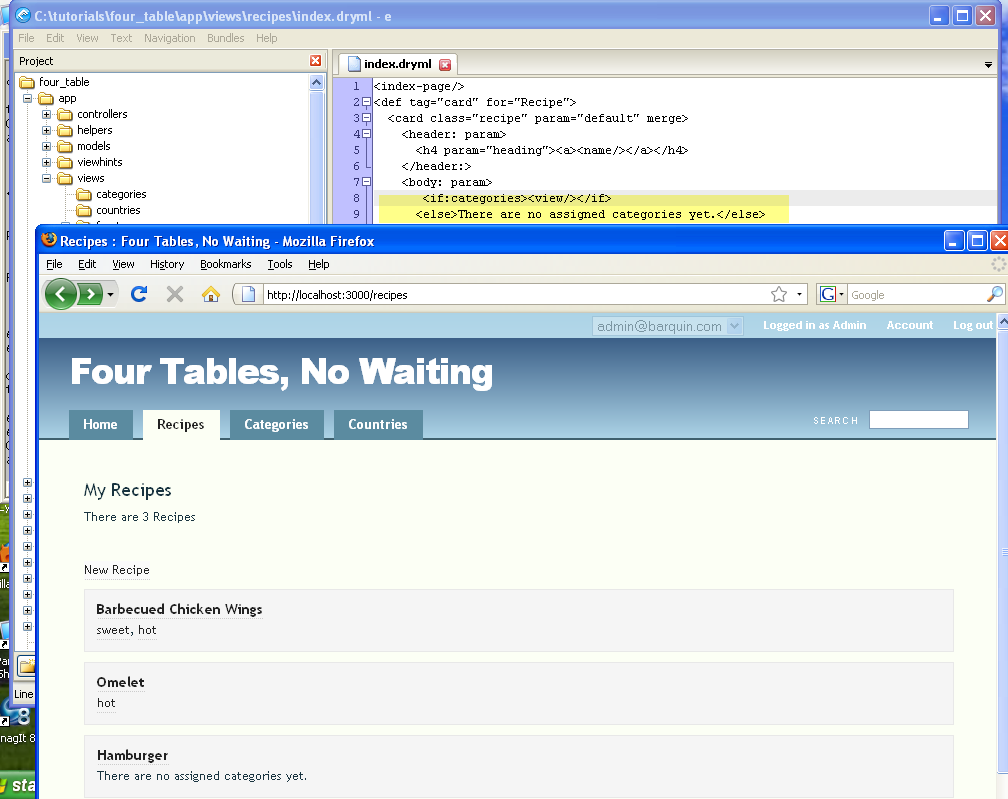 C:\tutorials\four_table\app\views\recipes\index.dryml - e
File Edit View Text Navigation Bundles Help
Project
four_table
app
controllers
helpers
models
viewhints
views
categories
countries
index.dryml
1 <index-page/>
2 <def tag="card" for="Recipe">
3 <card class="recipe" param="default" merge>
4 <header: param>
5 <h4 param="heading"><a><name/></a></h4>
6 </header:>
7 <body: param>
8 <if:categories><view/></if>
9 <else>There are no assigned categories yet.</else>
Recipes : Four Tables, No Waiting - Mozilla Firefox
File Edit View History Bookmarks Tools Help
http://localhost:3000/recipes
G Google
admin@barquin.com Logged in as Admin Account Log out
Four Tables, No Waiting
Home Recipes Categories Countries
SEARCH
My Recipes
There are 3 Recipes
New Recipe
Barbecued Chicken Wings
sweet, hot
Omelet
hot
Hamburger
There are no assigned categories yet.
Line
nagIt 8
sta